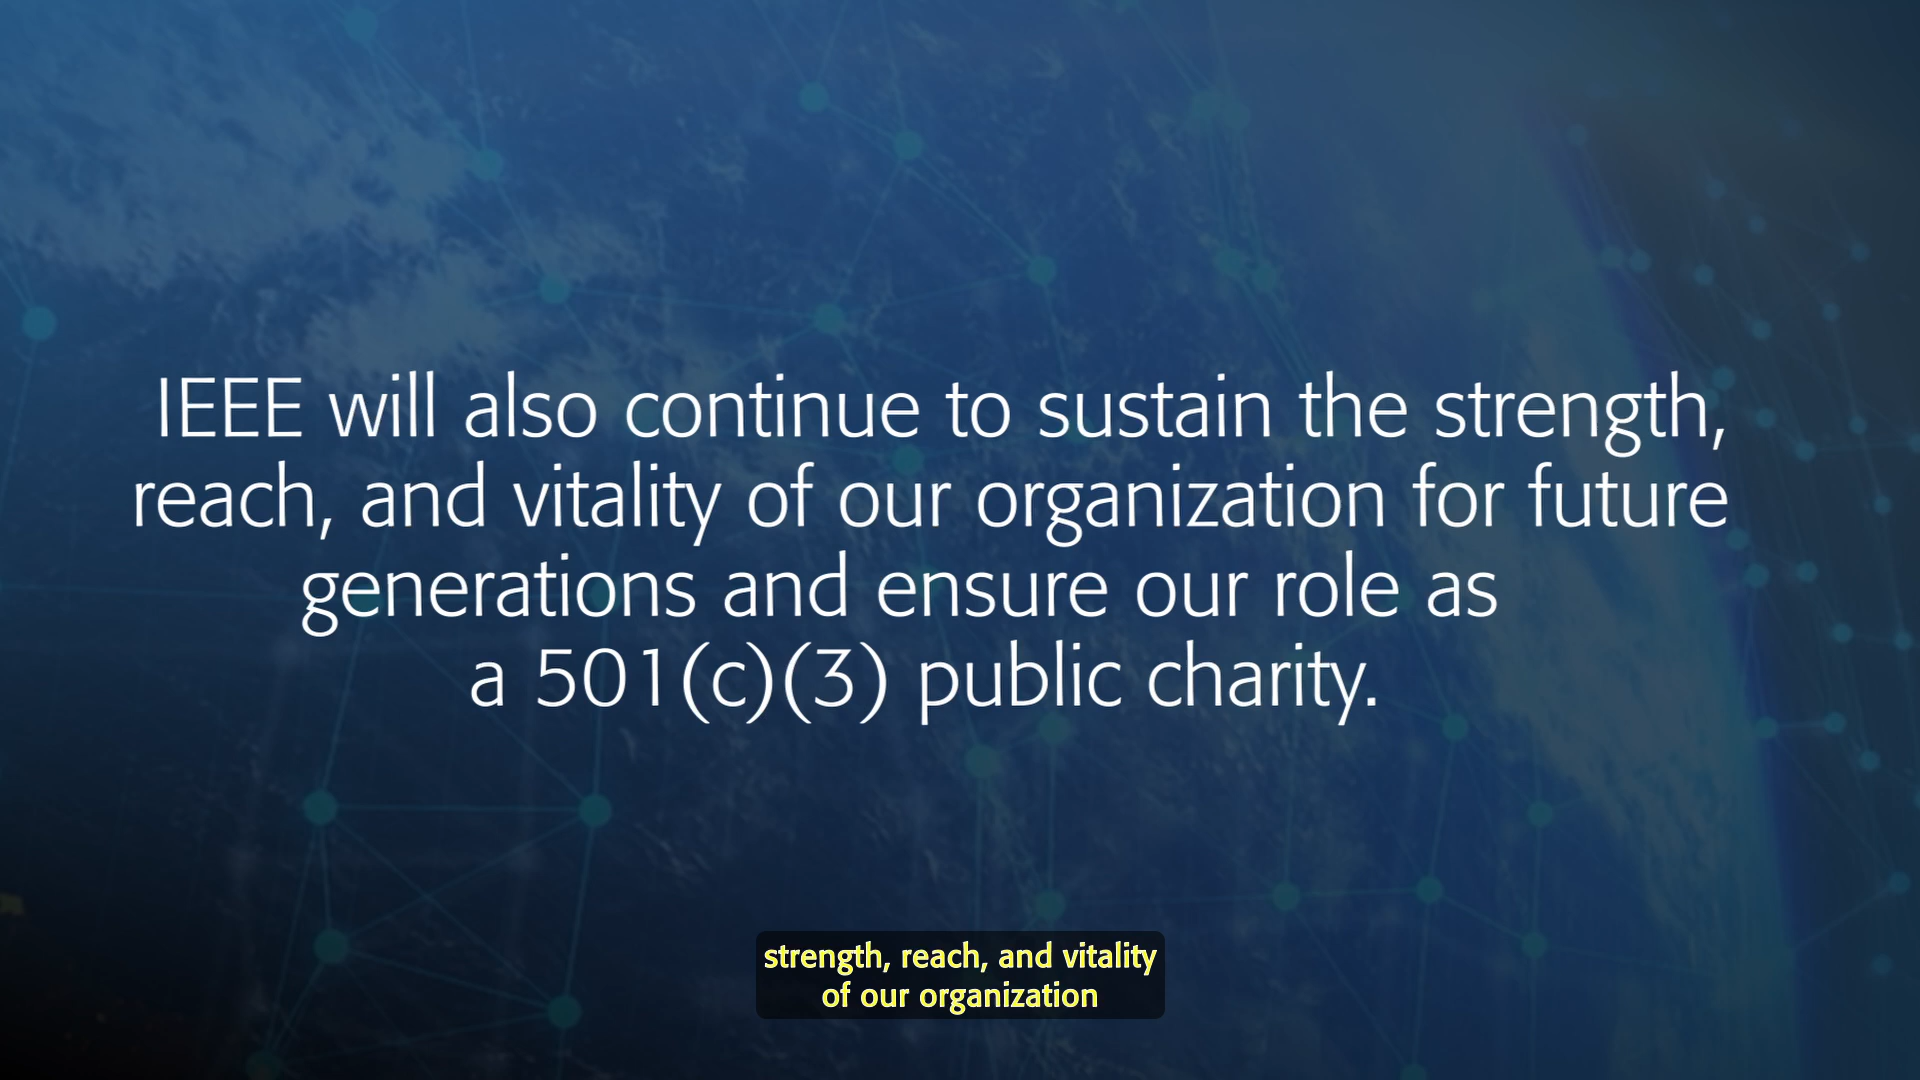 IEEE will also continue to sustain the strength,
reach, and vitality of our organization for future
generations and ensure our role as
a 501(c)(3) public charity.
strength, reach, and vitality
of our organization